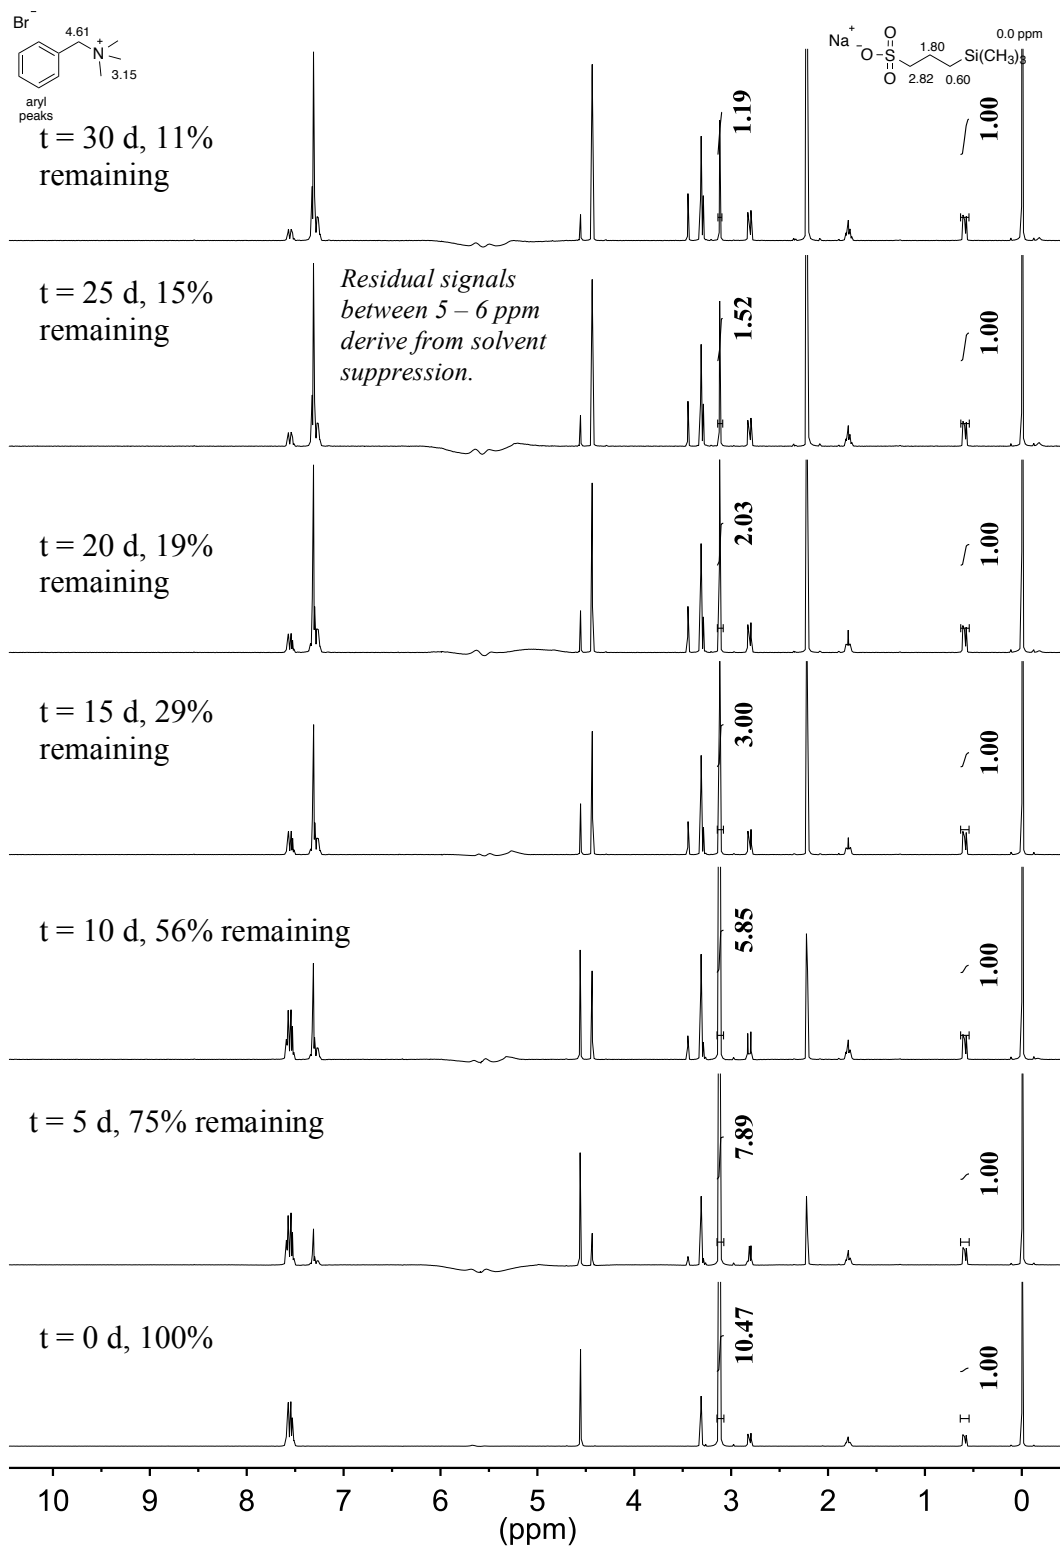 Br−
4.61
N+
3.15
aryl
peaks
Na+
−O
O
S
O
1.80
2.82
0.60
Si(CH3)3
0.0 ppm
t = 30 d, 11%
remaining
1.19
1.00
t = 25 d, 15%
remaining
Residual signals
between 5 – 6 ppm
derive from solvent
suppression.
1.52
1.00
t = 20 d, 19%
remaining
2.03
1.00
t = 15 d, 29%
remaining
3.00
1.00
t = 10 d, 56% remaining
5.85
1.00
t = 5 d, 75% remaining
7.89
1.00
t = 0 d, 100%
10.47
1.00
10 9 8 7 6 5 4 3 2 1 0
(ppm)